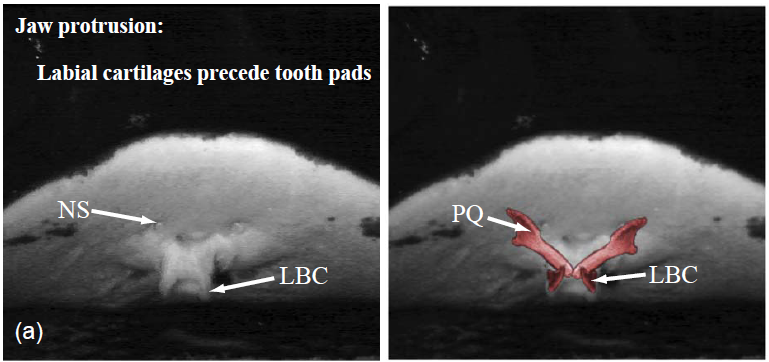 Jaw protrusion:
Labial cartilages precede tooth pads
NS
LBC
(a)
PQ
LBC